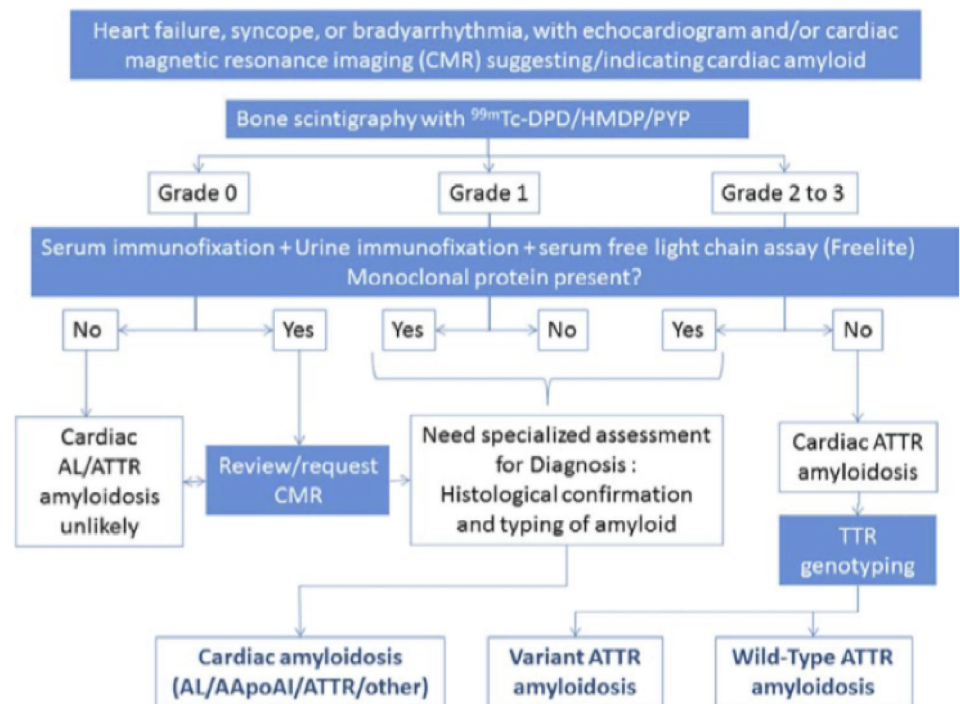 Heart failure, syncope, or bradyarrhythmia, with echocardiogram and/or cardiac
magnetic resonance imaging (CMR) suggesting/indicating cardiac amyloid
Bone scintigraphy with ⁹⁹ᵐTc-DPD/HMDP/PYP
Grade 0
Grade 1
Grade 2 to 3
Serum immunofixation + Urine immunofixation + serum free light chain assay (Freelite)
Monoclonal protein present?
No
Yes
Yes
No
Yes
No
Cardiac
AL/ATTR
amyloidosis
unlikely
Review/request
CMR
Need specialized assessment
for Diagnosis :
Histological confirmation
and typing of amyloid
Cardiac ATTR
amyloidosis
TTR
genotyping
Cardiac amyloidosis
(AL/AApoAI/ATTR/other)
Variant ATTR
amyloidosis
Wild-Type ATTR
amyloidosis